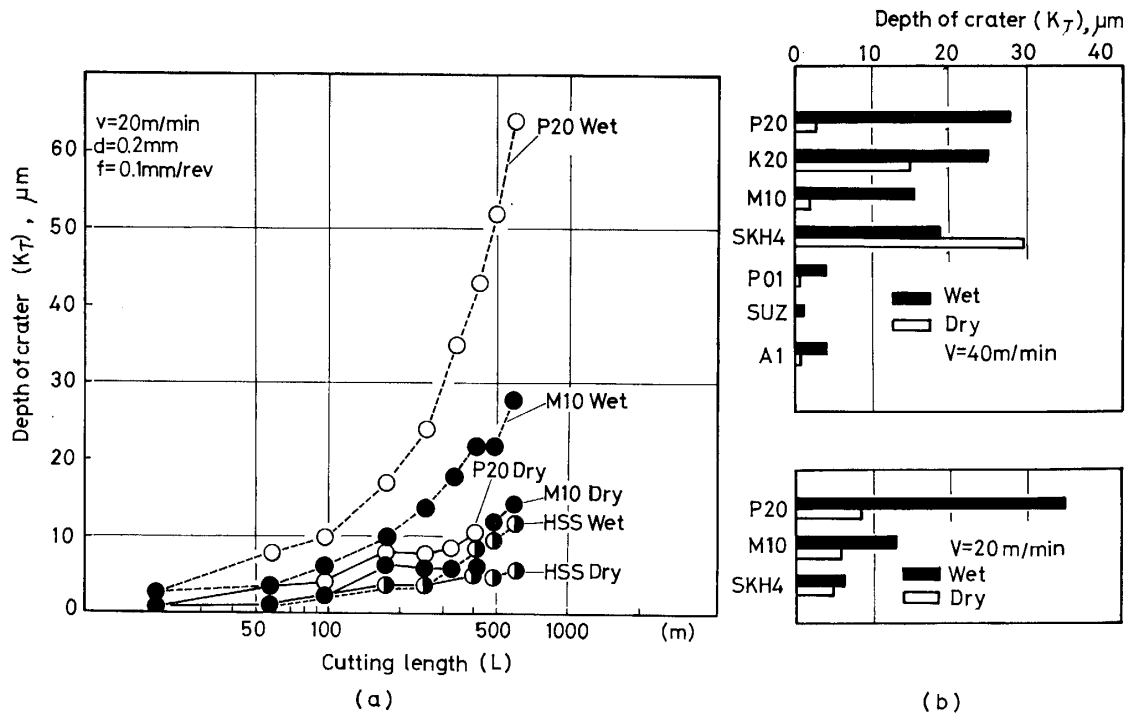 v=20m/min
d=0.2mm
f=0.1mm/rev
P20 Wet
M10 Wet
P20 Dry
M10 Dry
HSS Wet
HSS Dry
Depth of crater (K_T) , μm
60
50
40
30
20
10
0
50 100 500 1000 (m)
Cutting length (L)
(a)
Depth of crater (K_T), μm
0 10 20 30 40
P20
K20
M10
SKH4
P01
SUZ
A1
Wet
Dry
V=40m/min
P20
M10
SKH4
V=20m/min
Wet
Dry
(b)